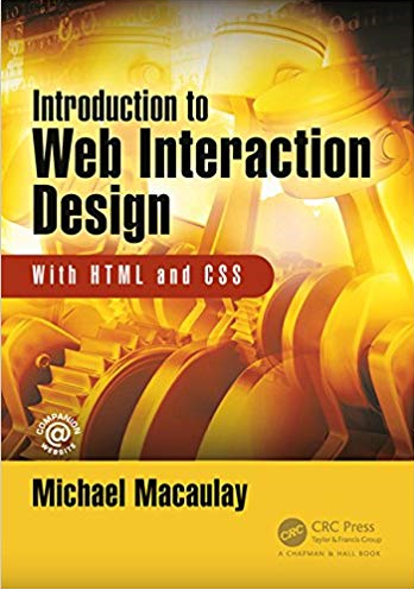 Introduction to
Web Interaction
Design
With HTML and CSS
COMPANION
@
WEBSITE
Michael Macaulay
CRC
CRC Press
Taylor & Francis Group
A CHAPMAN & HALL BOOK